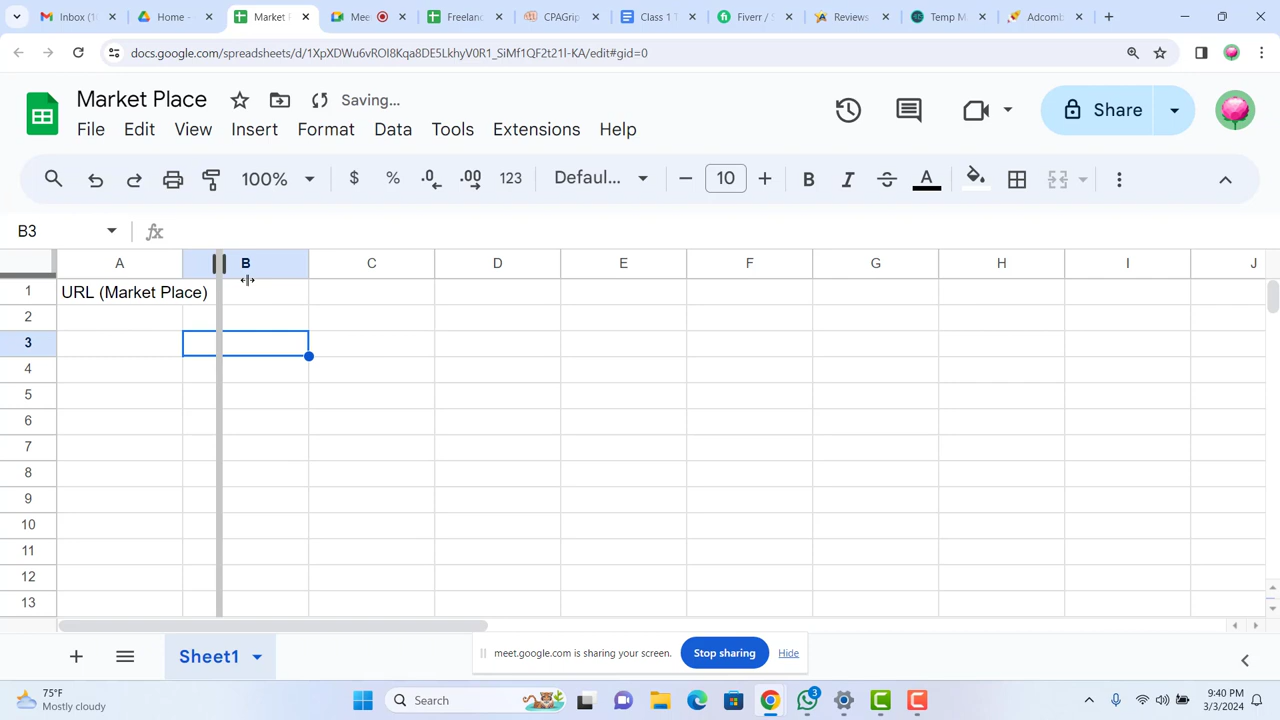 Inbox (1
Home -
Market
Mee
Freelanc
CPAGrip
Class 1 T
Fiverr / S
Reviews
Temp M
Adcomb
docs.google.com/spreadsheets/d/1XpXDWu6vROI8Kqa8DE5LkhyV0R1_SiMf1QF2t21I-KA/edit#gid=0
Market Place
Saving...
Share
File Edit View Insert Format Data Tools Extensions Help
100% $ % .0 .00 123 Defaul... 10 B I A
B3 fx
A B C D E F G H I J
1 URL (Market Place)
2
3
4
5
6
7
8
9
10
11
12
13
Sheet1
meet.google.com is sharing your screen. Stop sharing Hide
75°F
Mostly cloudy
Search
3
9:40 PM
3/3/2024